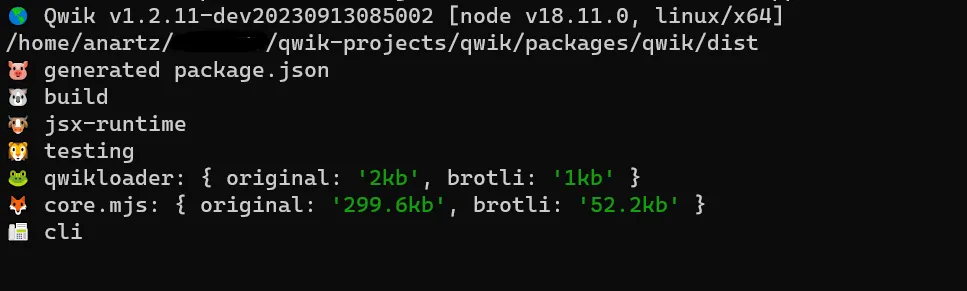 Qwik v1.2.11-dev20230913085002 [node v18.11.0, linux/x64]
/home/anartz/ /qwik-projects/qwik/packages/qwik/dist
generated package.json
build
jsx-runtime
testing
qwikloader: { original: '2kb', brotli: '1kb' }
core.mjs: { original: '299.6kb', brotli: '52.2kb' }
cli